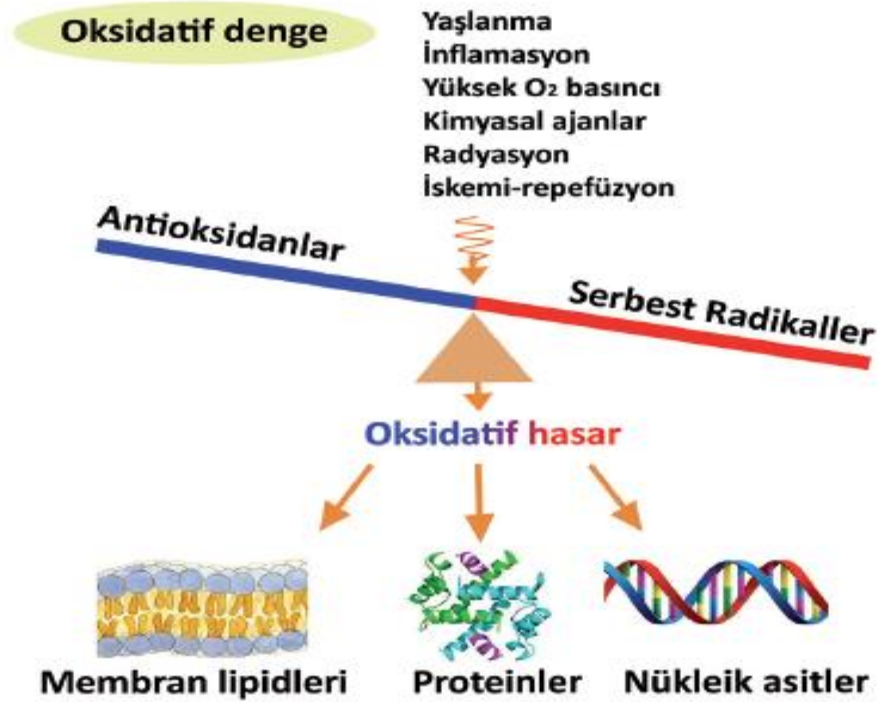 Oksidatif denge
Yaşlanma
İnflamasyon
Yüksek O₂ basıncı
Kimyasal ajanlar
Radyasyon
İskemi-repefüzyon
Antioksidanlar
Serbest Radikaller
Oksidatif hasar
Membran lipidleri
Proteinler
Nükleik asitler